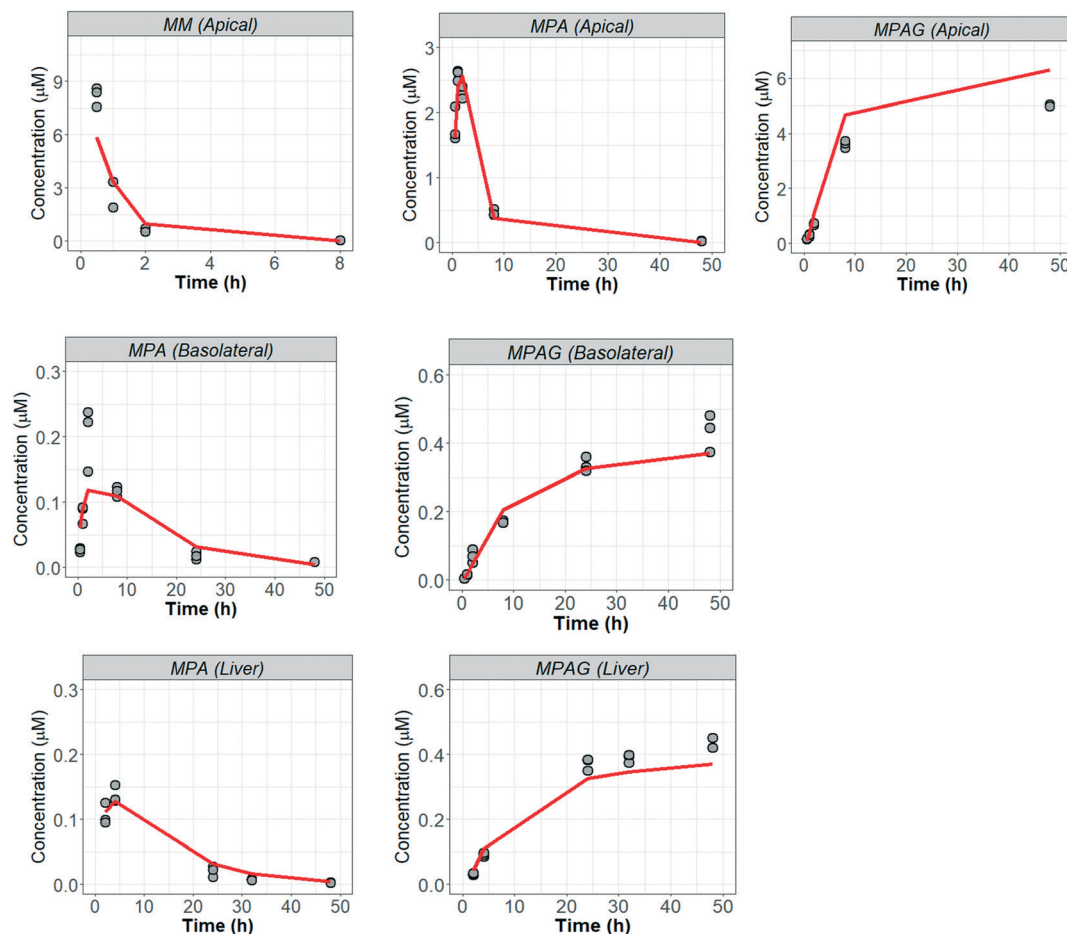 MM (Apical)
Concentration (µM)
9
6
3
0
0 2 4 6 8
Time (h)
MPA (Apical)
Concentration (µM)
3
2
1
0
0 10 20 30 40 50
Time (h)
MPAG (Apical)
Concentration (µM)
6
4
2
0
0 10 20 30 40 50
Time (h)
MPA (Basolateral)
Concentration (µM)
0.3
0.2
0.1
0.0
0 10 20 30 40 50
Time (h)
MPAG (Basolateral)
Concentration (µM)
0.6
0.4
0.2
0.0
0 10 20 30 40 50
Time (h)
MPA (Liver)
Concentration (µM)
0.3
0.2
0.1
0.0
0 10 20 30 40 50
Time (h)
MPAG (Liver)
Concentration (µM)
0.6
0.4
0.2
0.0
0 10 20 30 40 50
Time (h)